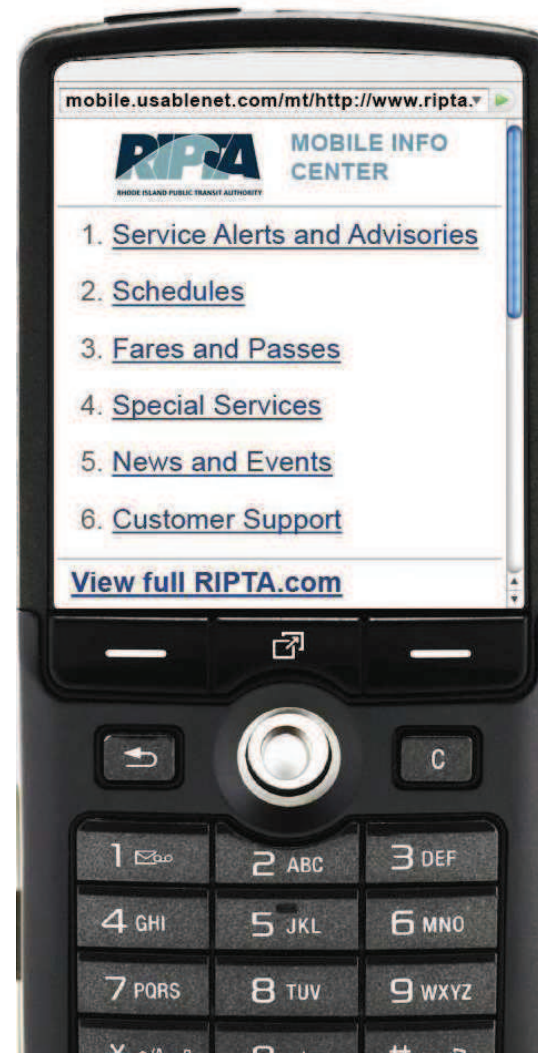 mobile.usablenet.com/mt/http://www.ripta.
RIPTA
RHODE ISLAND PUBLIC TRANSIT AUTHORITY
MOBILE INFO
CENTER
1. Service Alerts and Advisories
2. Schedules
3. Fares and Passes
4. Special Services
5. News and Events
6. Customer Support
View full RIPTA.com
C
1 2 ABC 3 DEF
4 GHI 5 JKL 6 MNO
7 PQRS 8 TUV 9 WXYZ